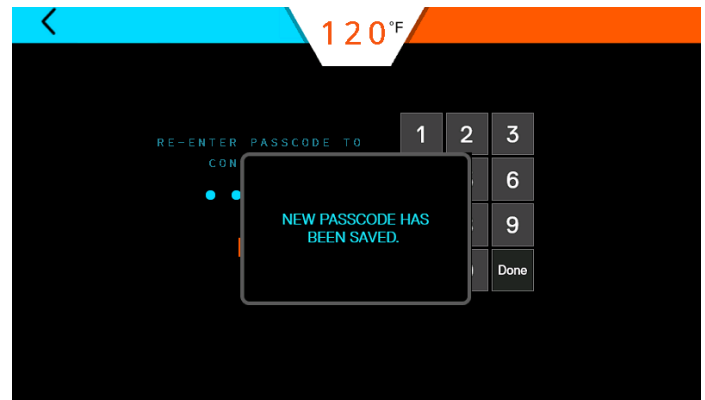 120°F
RE-ENTER PASSCODE TO
CON
1 2 3
6
NEW PASSCODE HAS
BEEN SAVED.
9
Done